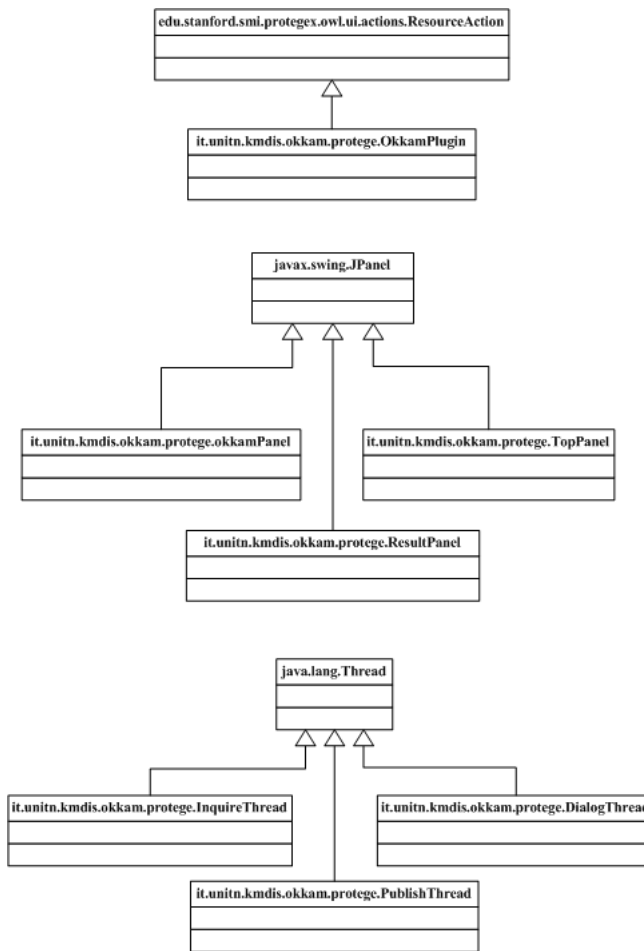 edu.stanford.smi.protegex.owl.ui.actions.ResourceAction
it.unitn.kmdis.okkam.protege.OkkamPlugin
javax.swing.JPanel
it.unitn.kmdis.okkam.protege.okkamPanel
it.unitn.kmdis.okkam.protege.TopPanel
it.unitn.kmdis.okkam.protege.ResultPanel
java.lang.Thread
it.unitn.kmdis.okkam.protege.InquireThread
it.unitn.kmdis.okkam.protege.DialogThread
it.unitn.kmdis.okkam.protege.PublishThread